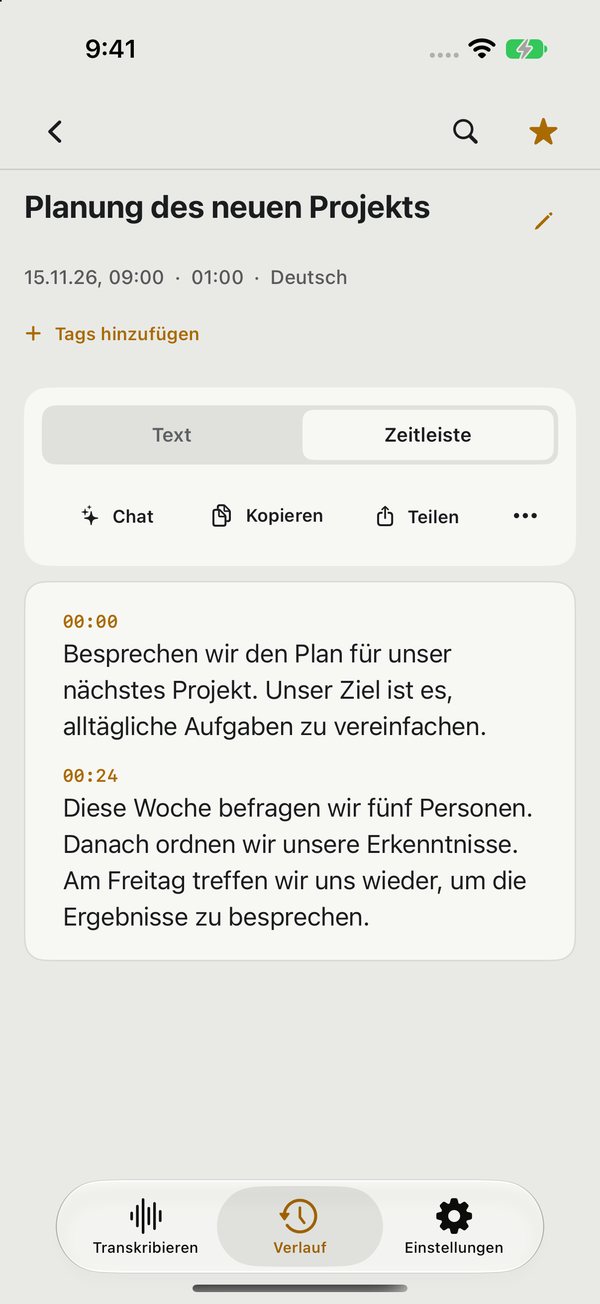 9:41
Planung des neuen Projekts
15.11.26, 09:00 · 01:00 · Deutsch
+ Tags hinzufügen
Text Zeitleiste
Chat Kopieren Teilen
00:00
Besprechen wir den Plan für unser
nächstes Projekt. Unser Ziel ist es,
alltägliche Aufgaben zu vereinfachen.
00:24
Diese Woche befragen wir fünf Personen.
Danach ordnen wir unsere Erkenntnisse.
Am Freitag treffen wir uns wieder, um die
Ergebnisse zu besprechen.
Transkribieren Verlauf Einstellungen